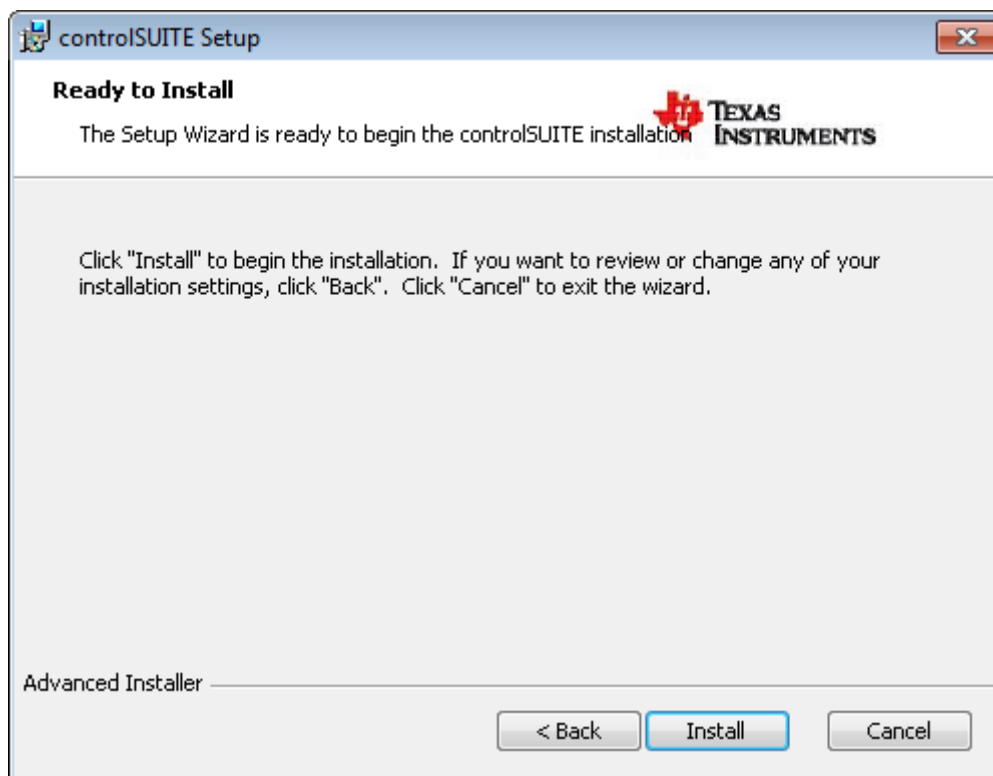 controlSUITE Setup
Ready to Install
The Setup Wizard is ready to begin the controlSUITE installation
TEXAS
INSTRUMENTS
Click "Install" to begin the installation.  If you want to review or change any of your
installation settings, click "Back".  Click "Cancel" to exit the wizard.
Advanced Installer
< Back
Install
Cancel